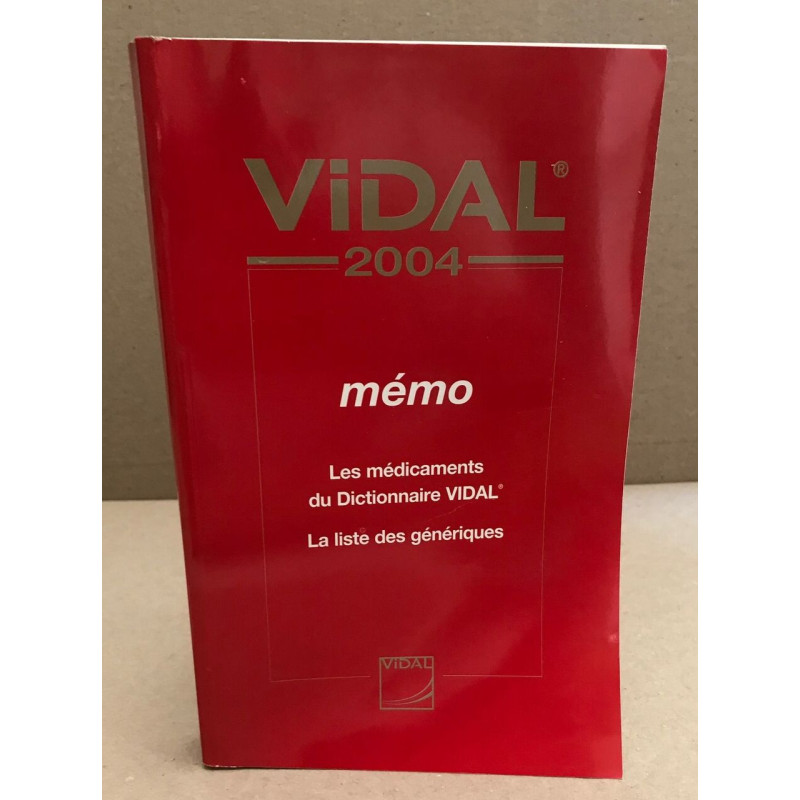 ViDAL®
2004
mémo
Les médicaments
du Dictionnaire VIDAL®
La liste des génériques
ViDAL